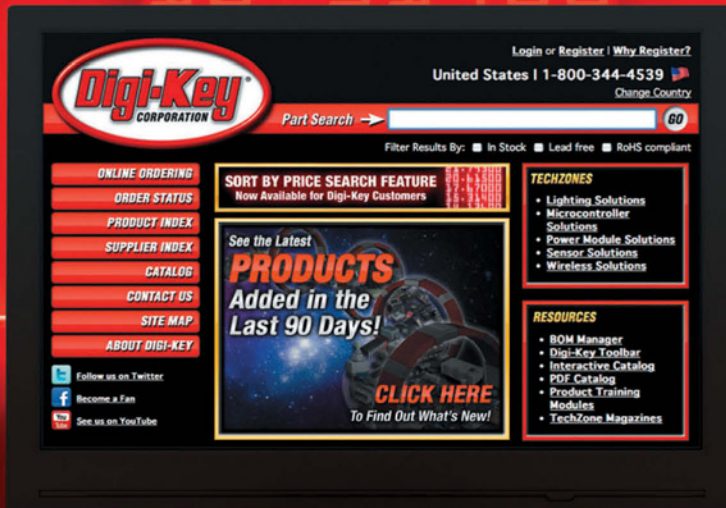 Login or Register | Why Register?
United States | 1-800-344-4539
Change Country
Digi-Key
CORPORATION
Part Search
GO
Filter Results By: In Stock Lead free RoHS compliant
ONLINE ORDERING
ORDER STATUS
PRODUCT INDEX
SUPPLIER INDEX
CATALOG
CONTACT US
SITE MAP
ABOUT DIGI-KEY
Follow us on Twitter
Become a Fan
See us on YouTube
SORT BY PRICE SEARCH FEATURE
Now Available for Digi-Key Customers
See the Latest
PRODUCTS
Added in the
Last 90 Days!
CLICK HERE
To Find Out What's New!
TECHZONES
• Lighting Solutions
• Microcontroller
Solutions
• Power Module Solutions
• Sensor Solutions
• Wireless Solutions
RESOURCES
• BOM Manager
• Digi-Key Toolbar
• Interactive Catalog
• PDF Catalog
• Product Training
Modules
• TechZone Magazines